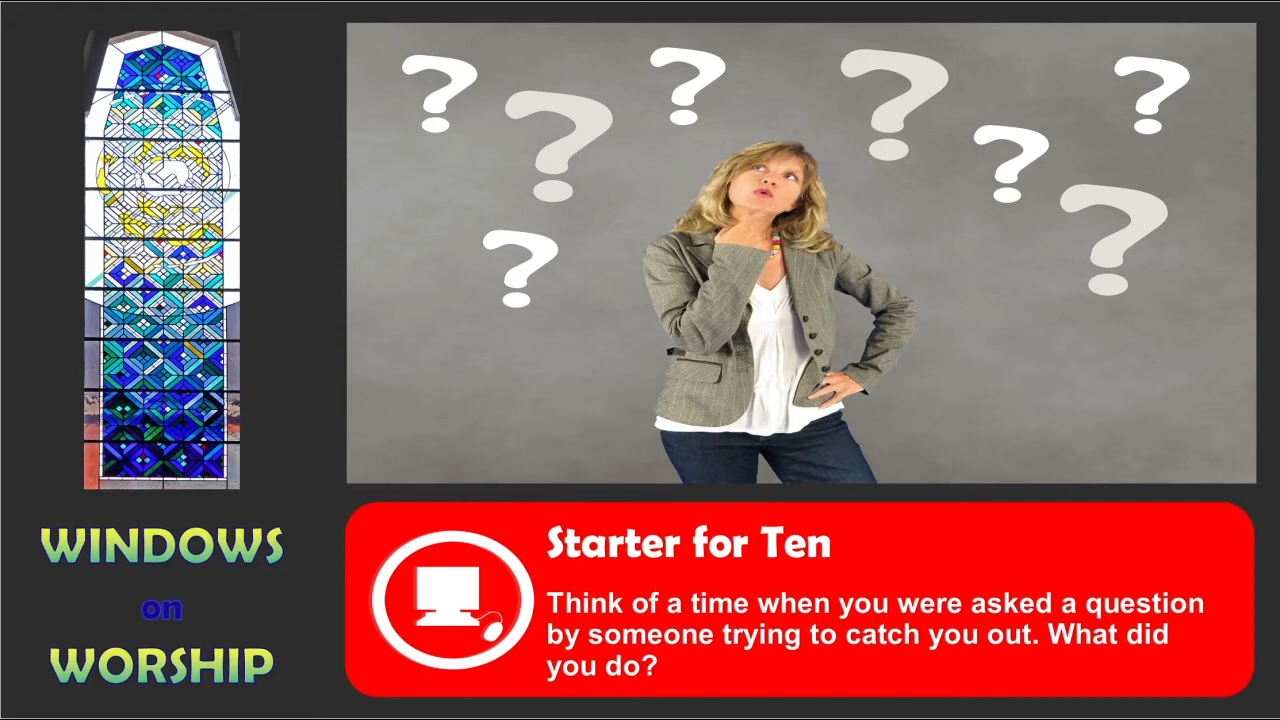 WINDOWS
on
WORSHIP
? ? ? ? ? ? ? ? ?
Starter for Ten
Think of a time when you were asked a question
by someone trying to catch you out. What did
you do?